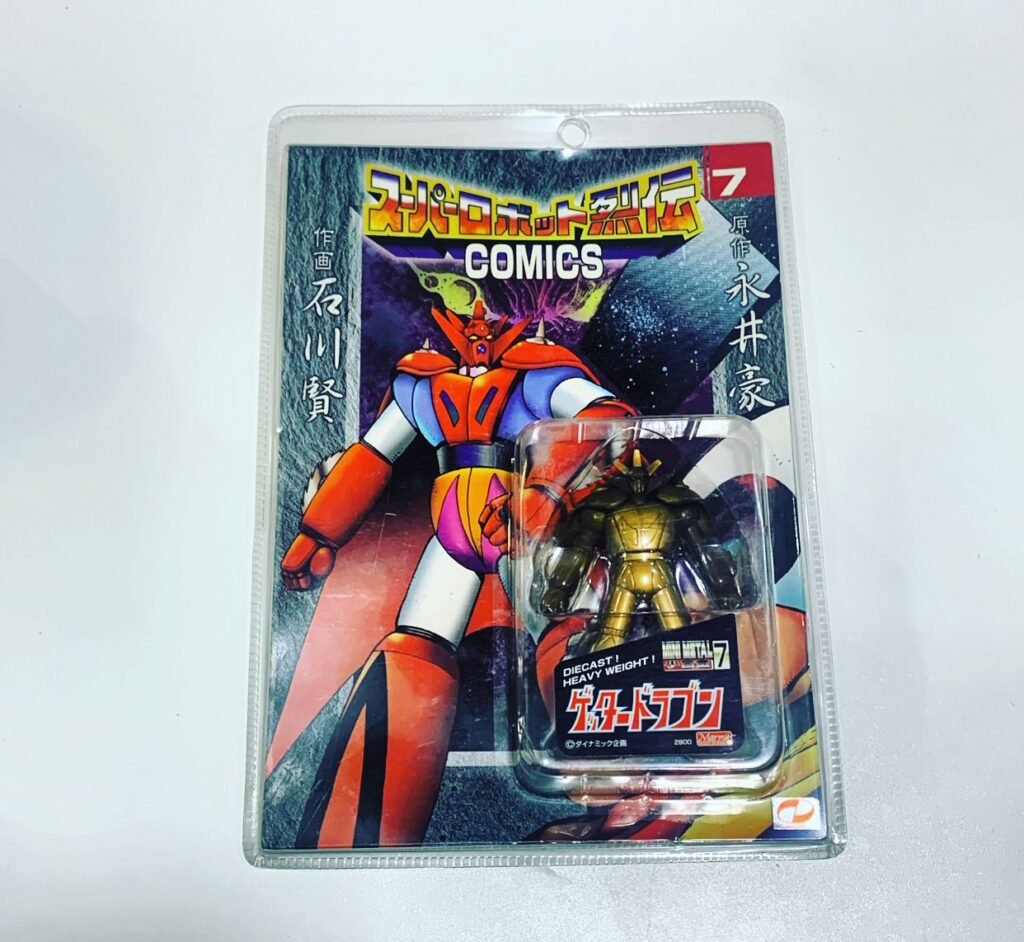 7
スーパーロボット烈伝
COMICS
原作 永井豪
作画 石川賢
DIECAST!
HEAVY WEIGHT!
MINI METAL
7
ゲッタードラゴン
©ダイナミック企画
2800
Marmit